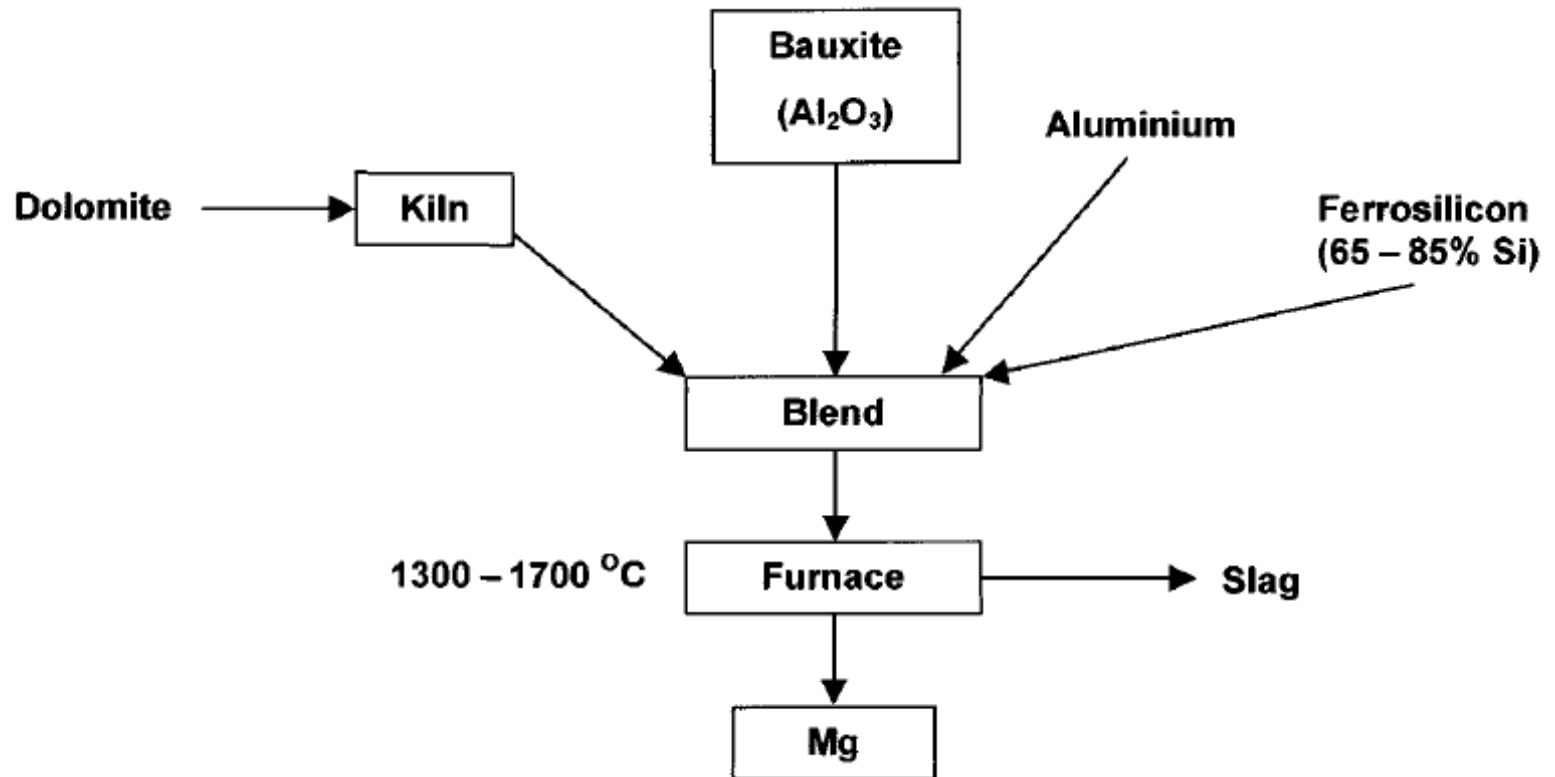 Bauxite
(Al₂O₃)
Aluminium
Dolomite
Kiln
Ferrosilicon
(65 – 85% Si)
Blend
1300 – 1700 °C
Furnace
Slag
Mg